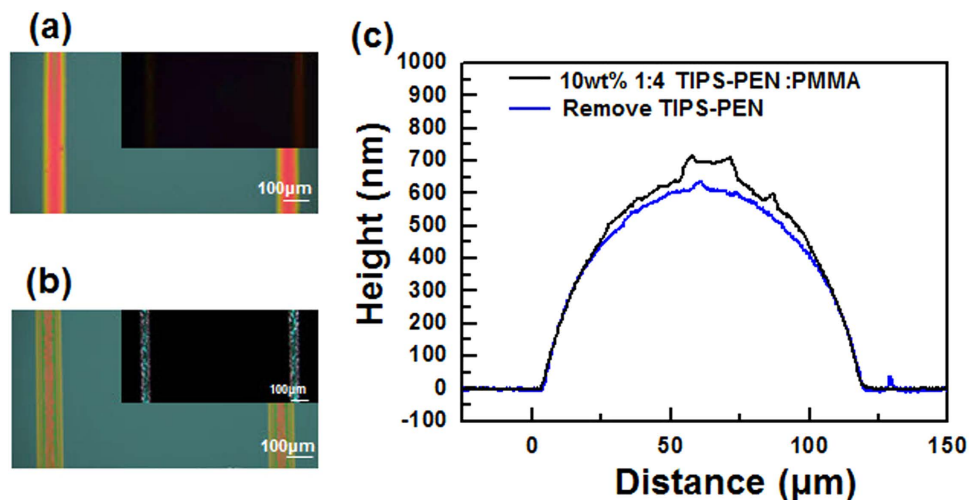 (a)
100μm
(b)
100μm
100μm
(c)
Height (nm)
1000
900
800
700
600
500
400
300
200
100
0
-100
10wt% 1:4 TIPS-PEN :PMMA
Remove TIPS-PEN
0
50
100
150
Distance (μm)